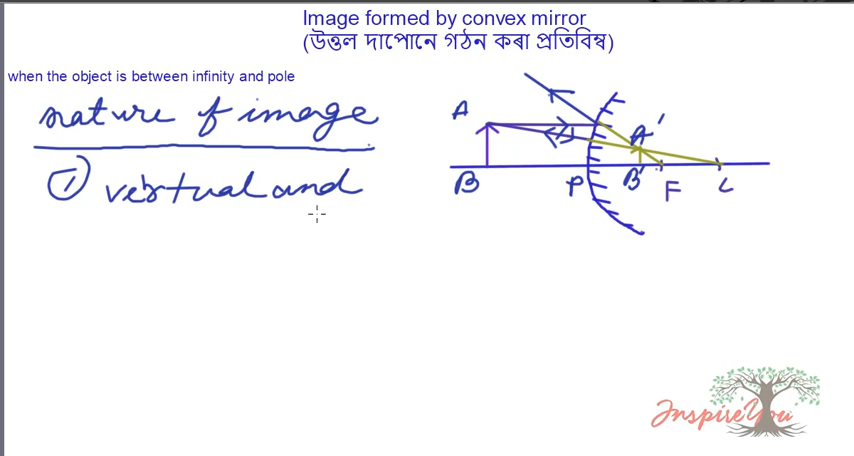 Image formed by convex mirror
(উত্তল দাপোনে গঠন কৰা প্ৰতিবিম্ব)
when the object is between infinity and pole
nature of image
① virtual and
A
A'
B
P
B'
F
C
InspireYou